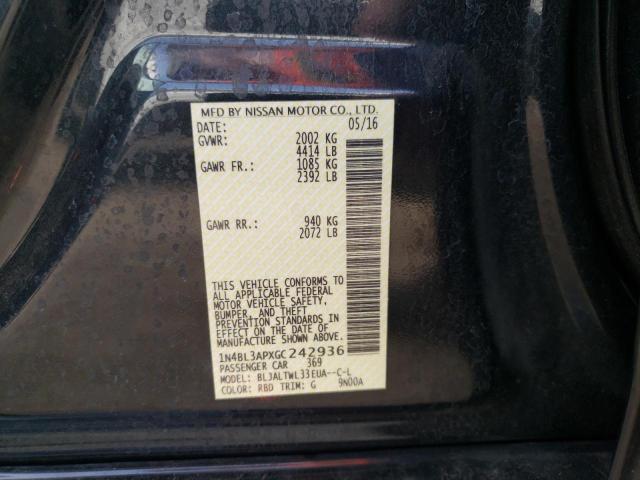 MFD BY NISSAN MOTOR CO., LTD.
DATE: 05/16
GVWR: 2002 KG
4414 LB
GAWR FR.: 1085 KG
2392 LB
GAWR RR.: 940 KG
2072 LB
THIS VEHICLE CONFORMS TO
ALL APPLICABLE FEDERAL
MOTOR VEHICLE SAFETY,
BUMPER, AND THEFT
PREVENTION STANDARDS IN
EFFECT ON THE DATE OF
MANUFACTURE SHOWN ABOVE.
1N4BL3APXGC242936
PASSENGER CAR 369
MODEL: BLJALTWL33EUA--C-L
COLOR: RBD TRIM: G 9N00A